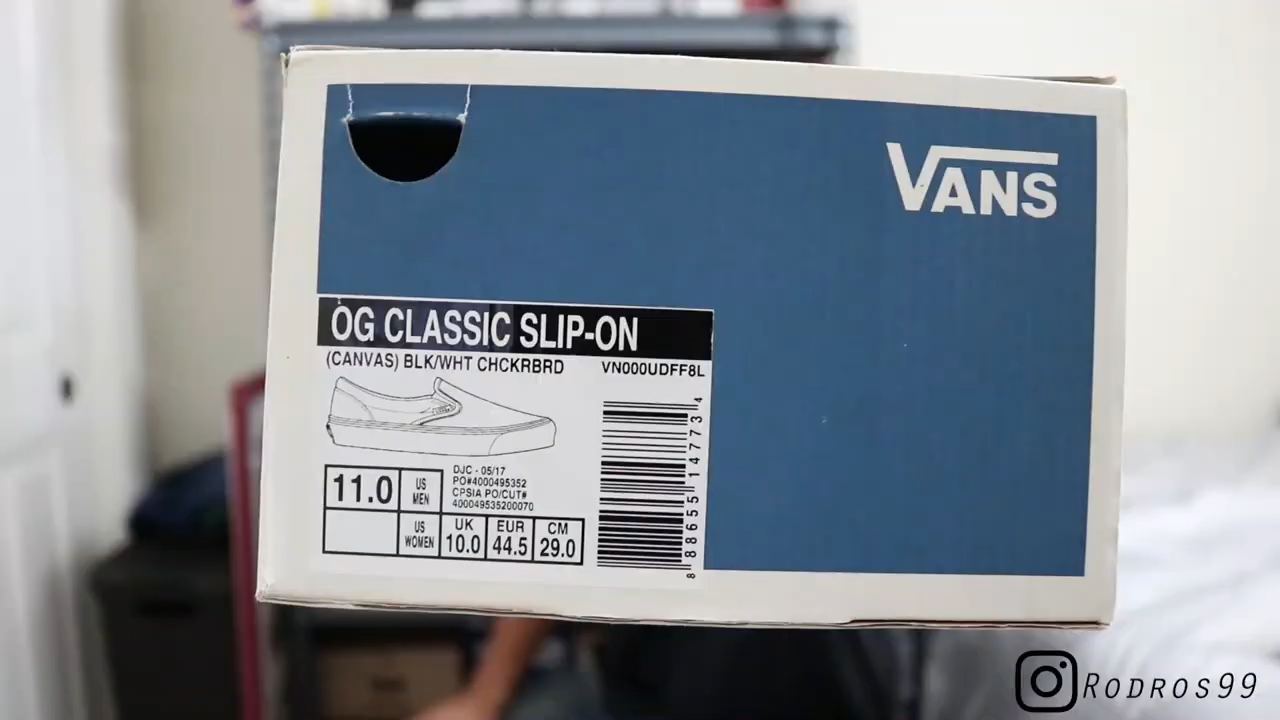 VANS
OG CLASSIC SLIP-ON
(CANVAS) BLK/WHT CHCKRBRD VN000UDFF8L
11.0 US MEN
DJC - 05/17
PO#4000495352
CPSIA PO/CUT#
400049535200070
US WOMEN
UK 10.0
EUR 44.5
CM 29.0
8 88655 14773 4
Rodros99